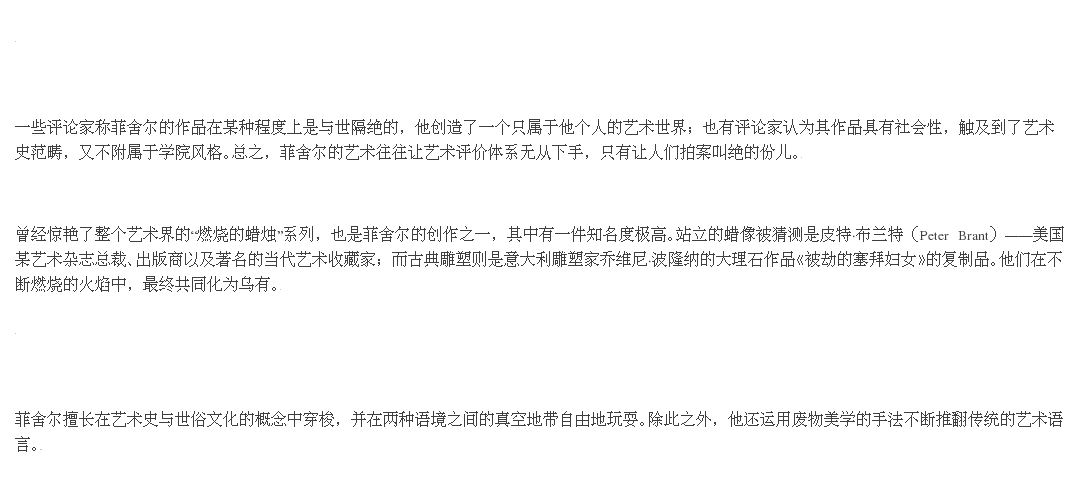 一些评论家称菲舍尔的作品在某种程度上是与世隔绝的，他创造了一个只属于他个人的艺术世界；也有评论家认为其作品具有社会性，触及到了艺术
史范畴，又不附属于学院风格。总之，菲舍尔的艺术往往让艺术评价体系无从下手，只有让人们拍案叫绝的份儿。
曾经惊艳了整个艺术界的“燃烧的蜡烛”系列，也是菲舍尔的创作之一，其中有一件知名度极高。站立的蜡像被猜测是皮特·布兰特（Peter Brant）——美国
某艺术杂志总裁、出版商以及著名的当代艺术收藏家；而古典雕塑则是意大利雕塑家乔维尼·波隆纳的大理石作品《被劫的塞拜妇女》的复制品。他们在不
断燃烧的火焰中，最终共同化为乌有。
菲舍尔擅长在艺术史与世俗文化的概念中穿梭，并在两种语境之间的真空地带自由地玩耍。除此之外，他还运用废物美学的手法不断推翻传统的艺术语
言。